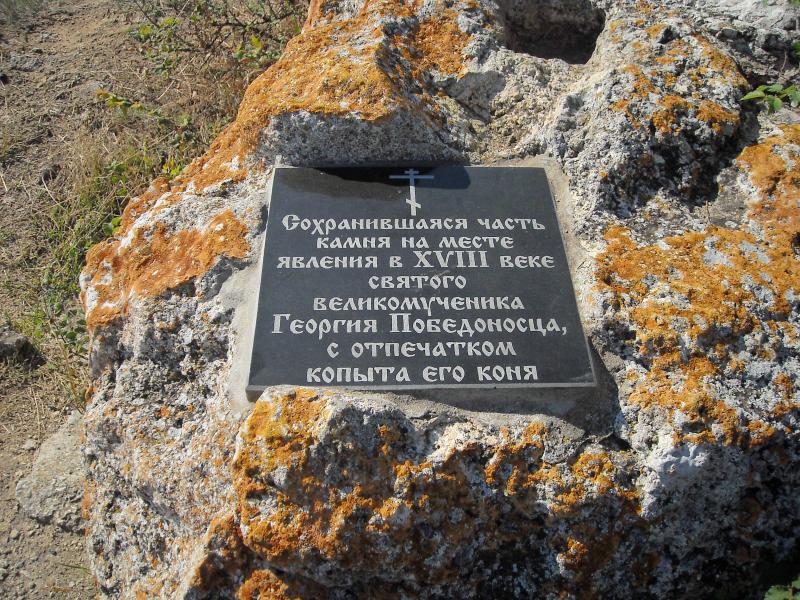 Сохранившаяся часть
камня на месте
явления в XVIII веке
святого
великомученика
Георгия Победоносца,
с отпечатком
копыта его коня